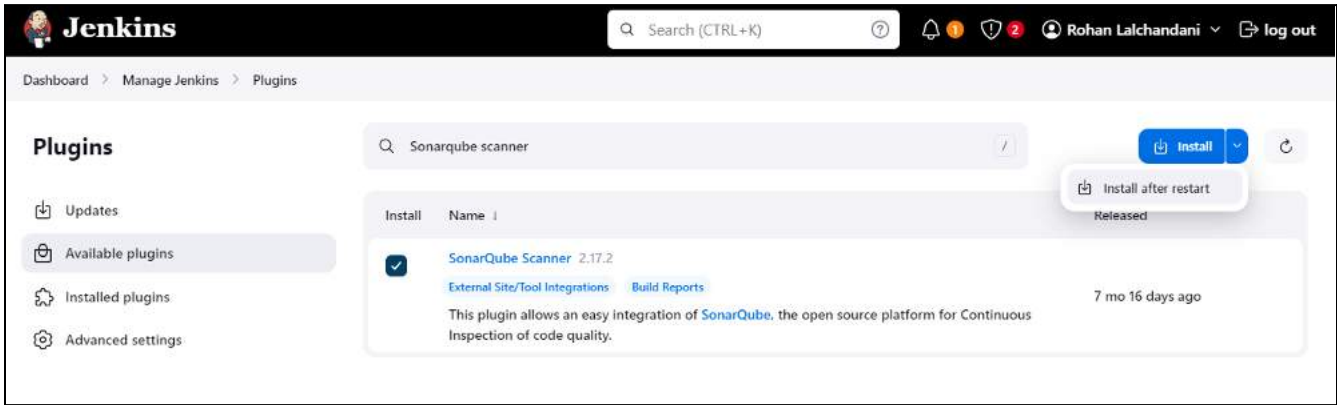 Jenkins
Search (CTRL+K)
1
2
Rohan Lalchandani
log out
Dashboard > Manage Jenkins > Plugins
Plugins
Sonarqube scanner
/
Install
Install after restart
Updates
Available plugins
Installed plugins
Advanced settings
Install Name ↓ Released
SonarQube Scanner 2.17.2
External Site/Tool Integrations Build Reports
This plugin allows an easy integration of SonarQube, the open source platform for Continuous
Inspection of code quality.
7 mo 16 days ago